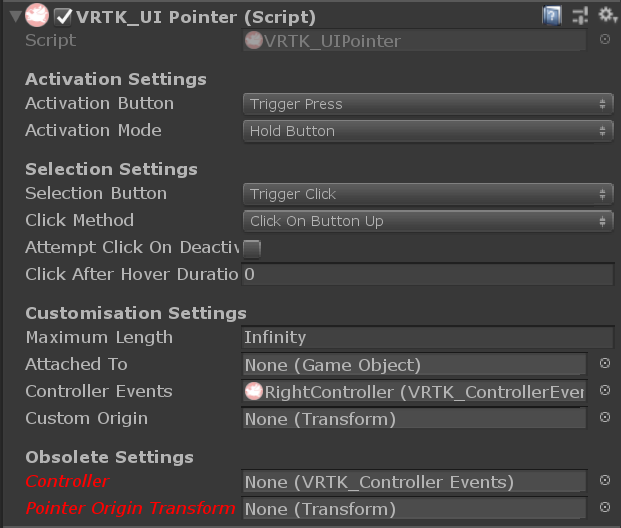 VRTK_UI Pointer (Script)
Script VRTK_UIPointer
Activation Settings
Activation Button Trigger Press
Activation Mode Hold Button
Selection Settings
Selection Button Trigger Click
Click Method Click On Button Up
Attempt Click On Deactiv
Click After Hover Duratio 0
Customisation Settings
Maximum Length Infinity
Attached To None (Game Object)
Controller Events RightController (VRTK_ControllerEven
Custom Origin None (Transform)
Obsolete Settings
Controller None (VRTK_Controller Events)
Pointer Origin Transform None (Transform)